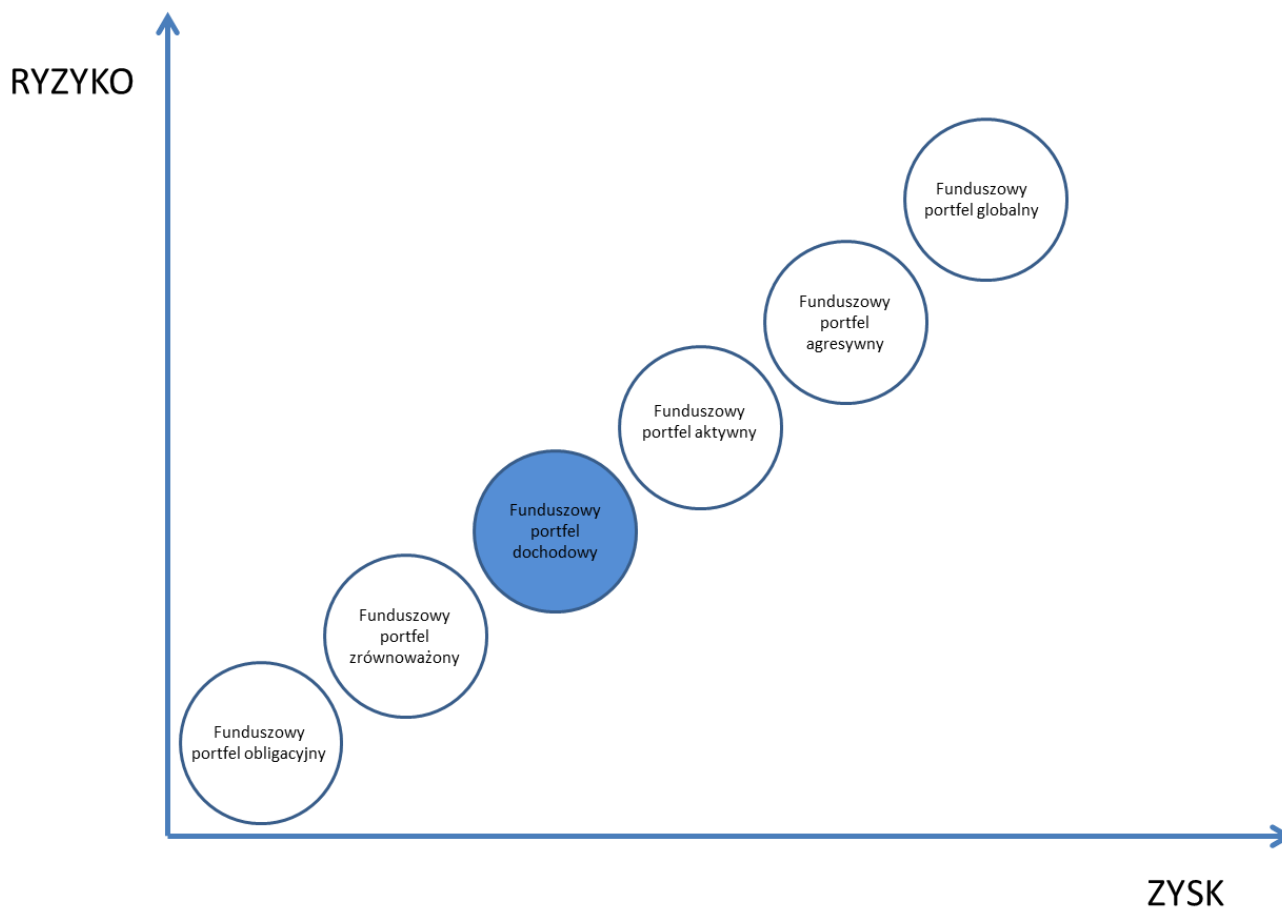 RYZYKO
Funduszowy
portfel globalny
Funduszowy
portfel
agresywny
Funduszowy
portfel aktywny
Funduszowy
portfel
dochodowy
Funduszowy
portfel
zrównoważony
Funduszowy
portfel obligacyjny
ZYSK